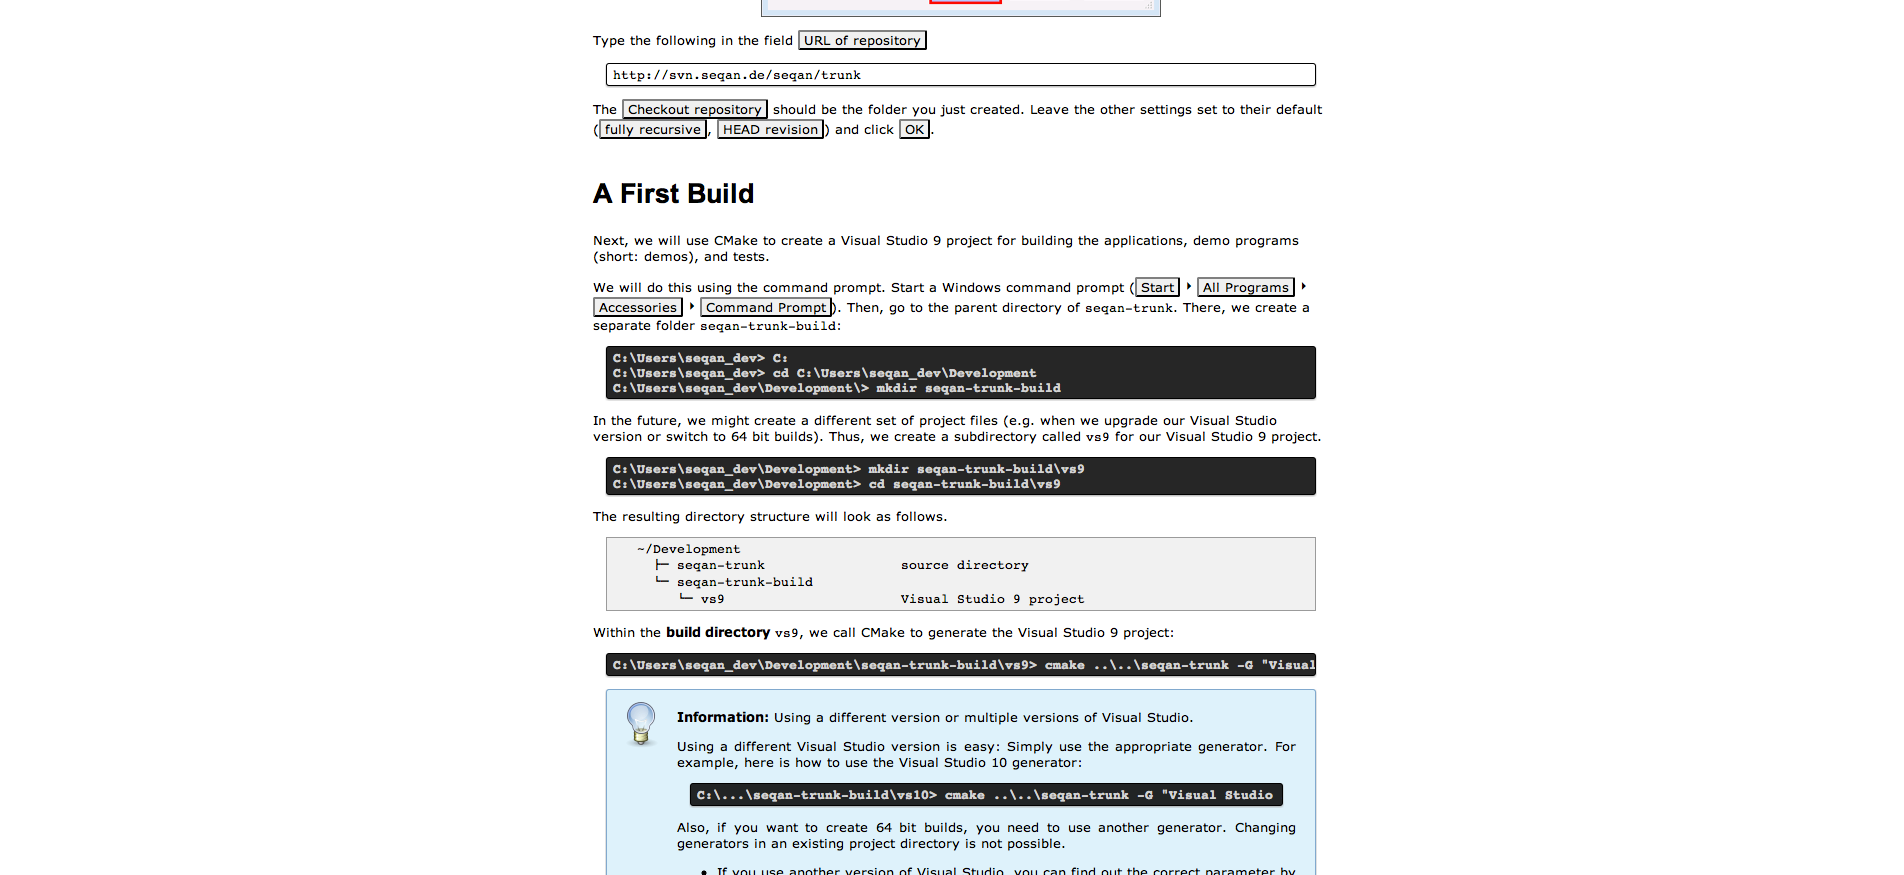 Type the following in the field URL of repository
http://svn.seqan.de/seqan/trunk
The Checkout repository should be the folder you just created. Leave the other settings set to their default
(fully recursive, HEAD revision) and click OK.
A First Build
Next, we will use CMake to create a Visual Studio 9 project for building the applications, demo programs
(short: demos), and tests.
We will do this using the command prompt. Start a Windows command prompt (Start ‣ All Programs ‣
Accessories ‣ Command Prompt). Then, go to the parent directory of seqan-trunk. There, we create a
separate folder seqan-trunk-build:
C:\Users\seqan_dev> C:
C:\Users\seqan_dev> cd C:\Users\seqan_dev\Development
C:\Users\seqan_dev\Development\> mkdir seqan-trunk-build
In the future, we might create a different set of project files (e.g. when we upgrade our Visual Studio
version or switch to 64 bit builds). Thus, we create a subdirectory called vs9 for our Visual Studio 9 project.
C:\Users\seqan_dev\Development> mkdir seqan-trunk-build\vs9
C:\Users\seqan_dev\Development> cd seqan-trunk-build\vs9
The resulting directory structure will look as follows.
~/Development
├─ seqan-trunk source directory
└─ seqan-trunk-build
└─ vs9 Visual Studio 9 project
Within the build directory vs9, we call CMake to generate the Visual Studio 9 project:
C:\Users\seqan_dev\Development\seqan-trunk-build\vs9> cmake ..\..\seqan-trunk -G "Visual
Information: Using a different version or multiple versions of Visual Studio.
Using a different Visual Studio version is easy: Simply use the appropriate generator. For
example, here is how to use the Visual Studio 10 generator:
C:\...\seqan-trunk-build\vs10> cmake ..\..\seqan-trunk -G "Visual Studio
Also, if you want to create 64 bit builds, you need to use another generator. Changing
generators in an existing project directory is not possible.
• If you use another version of Visual Studio, you can find out the correct parameter by